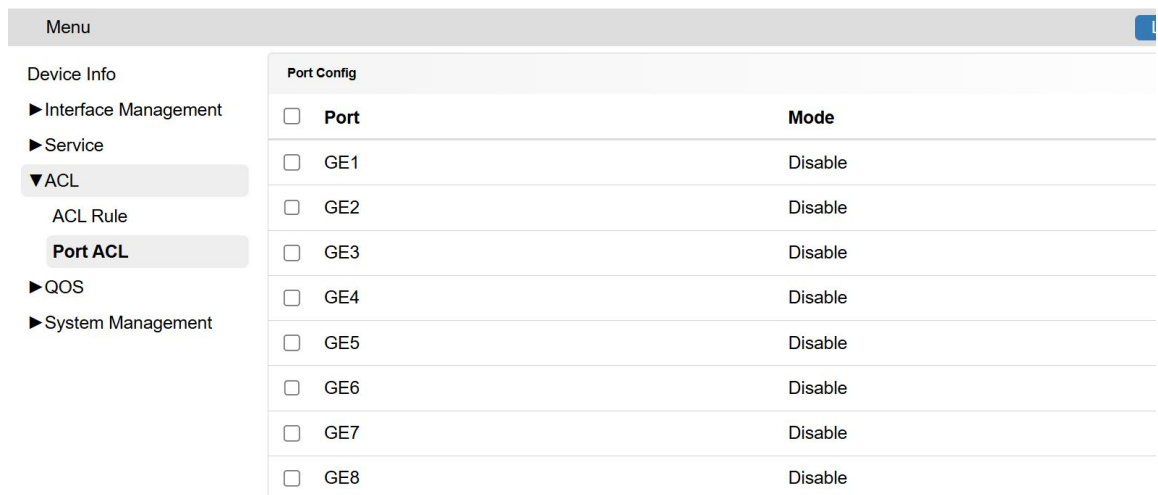 Menu
Device Info
►Interface Management
►Service
▼ACL
ACL Rule
Port ACL
►QOS
►System Management
Port Config
Port Mode
GE1 Disable
GE2 Disable
GE3 Disable
GE4 Disable
GE5 Disable
GE6 Disable
GE7 Disable
GE8 Disable